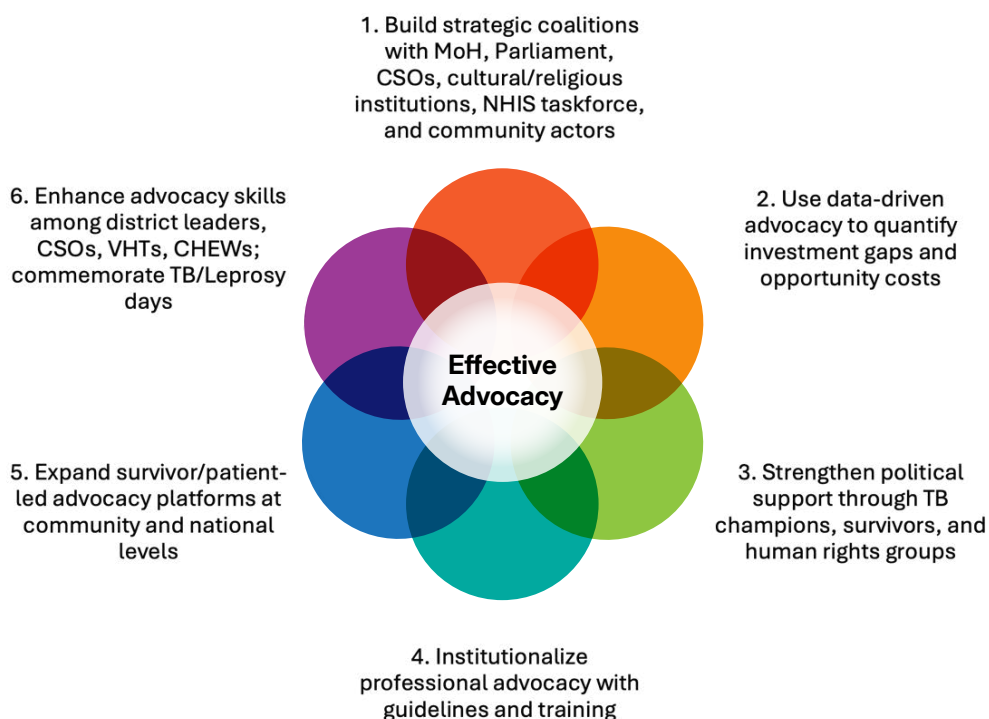 1. Build strategic coalitions
with MoH, Parliament,
CSOs, cultural/religious
institutions, NHIS taskforce,
and community actors
2. Use data-driven
advocacy to quantify
investment gaps and
opportunity costs
3. Strengthen political
support through TB
champions, survivors, and
human rights groups
4. Institutionalize
professional advocacy with
guidelines and training
5. Expand survivor/patient-
led advocacy platforms at
community and national
levels
6. Enhance advocacy skills
among district leaders,
CSOs, VHTs, CHEWs;
commemorate TB/Leprosy
days
Effective
Advocacy